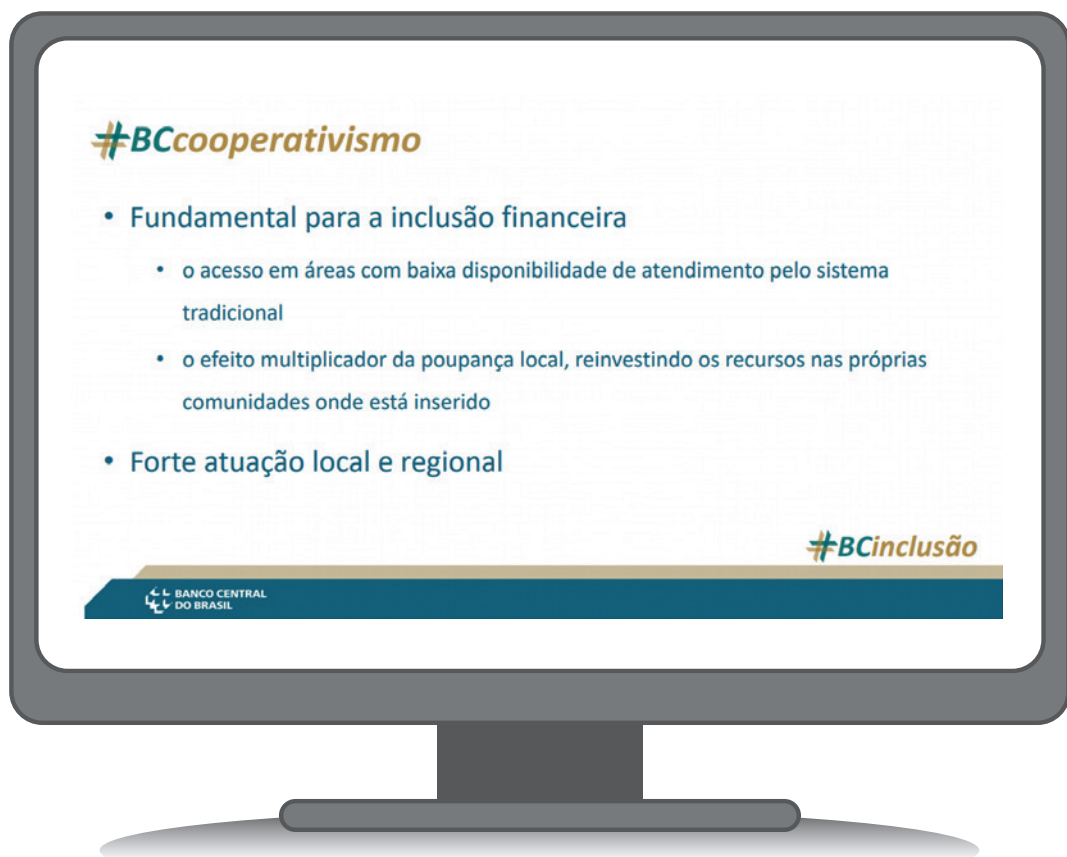 #BCcooperativismo
• Fundamental para a inclusão financeira
• o acesso em áreas com baixa disponibilidade de atendimento pelo sistema
tradicional
• o efeito multiplicador da poupança local, reinvestindo os recursos nas próprias
comunidades onde está inserido
• Forte atuação local e regional
#BCinclusão
BANCO CENTRAL
DO BRASIL